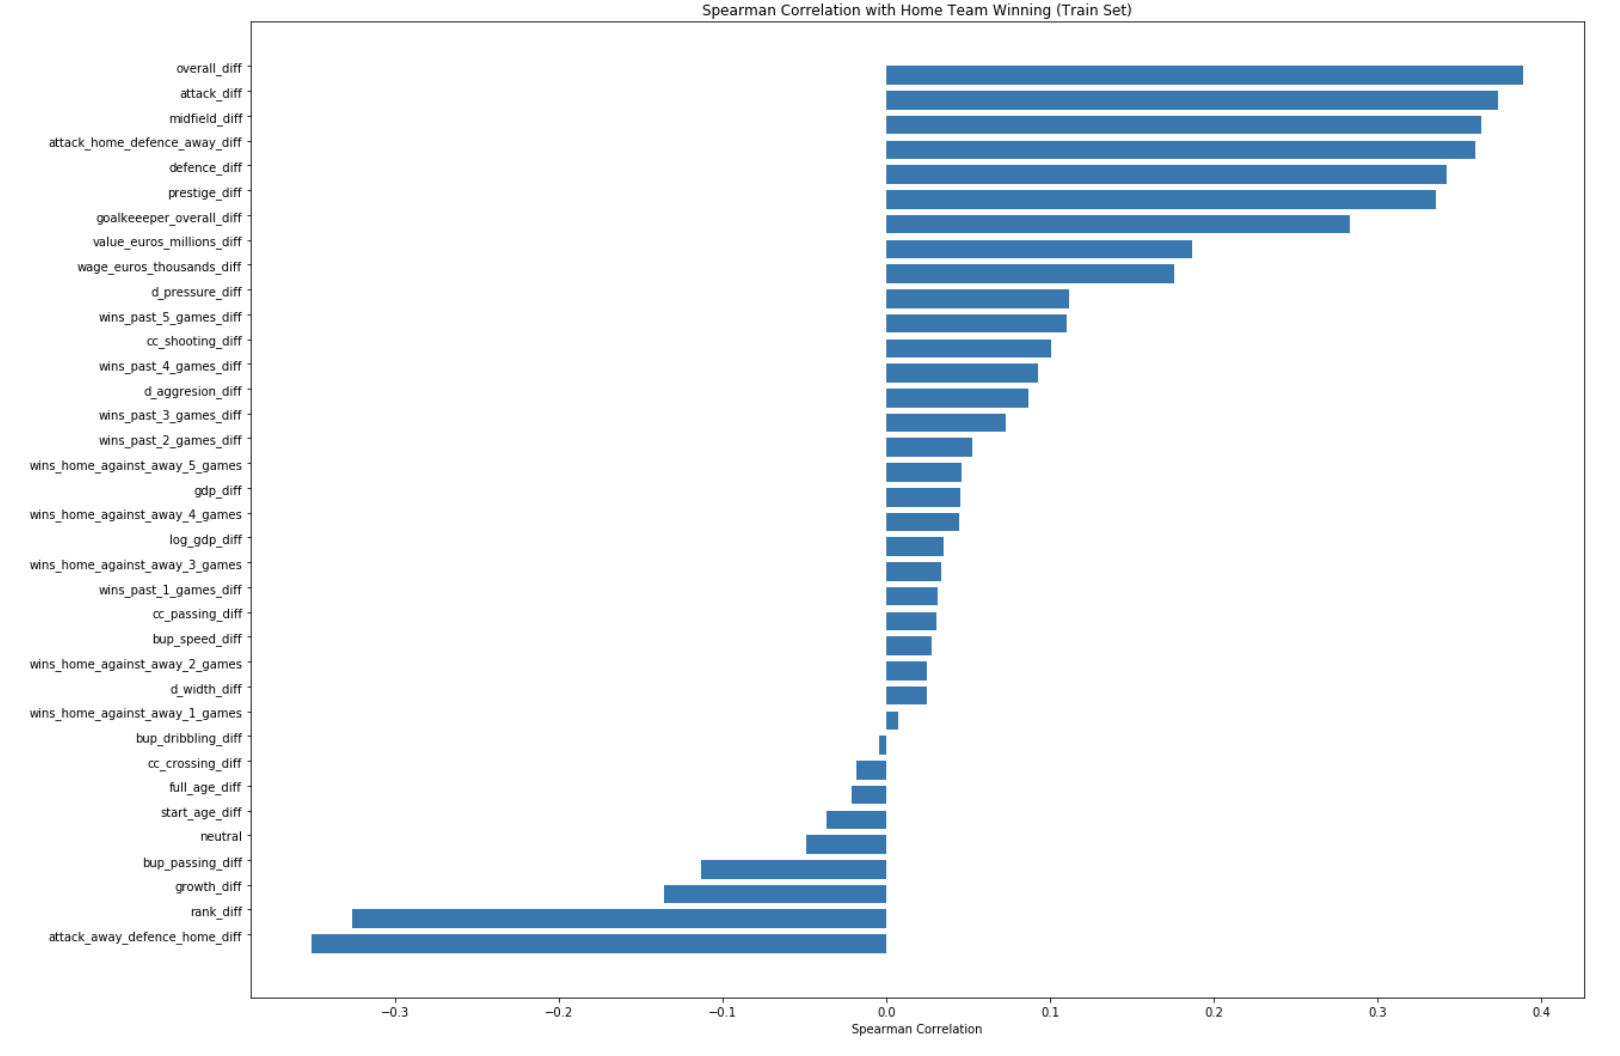 Spearman Correlation with Home Team Winning (Train Set)
overall_diff
attack_diff
midfield_diff
attack_home_defence_away_diff
defence_diff
prestige_diff
goalkeeeper_overall_diff
value_euros_millions_diff
wage_euros_thousands_diff
d_pressure_diff
wins_past_5_games_diff
cc_shooting_diff
wins_past_4_games_diff
d_aggresion_diff
wins_past_3_games_diff
wins_past_2_games_diff
wins_home_against_away_5_games
gdp_diff
wins_home_against_away_4_games
log_gdp_diff
wins_home_against_away_3_games
wins_past_1_games_diff
cc_passing_diff
bup_speed_diff
wins_home_against_away_2_games
d_width_diff
wins_home_against_away_1_games
bup_dribbling_diff
cc_crossing_diff
full_age_diff
start_age_diff
neutral
bup_passing_diff
growth_diff
rank_diff
attack_away_defence_home_diff
−0.3 −0.2 −0.1 0.0 0.1 0.2 0.3 0.4
Spearman Correlation